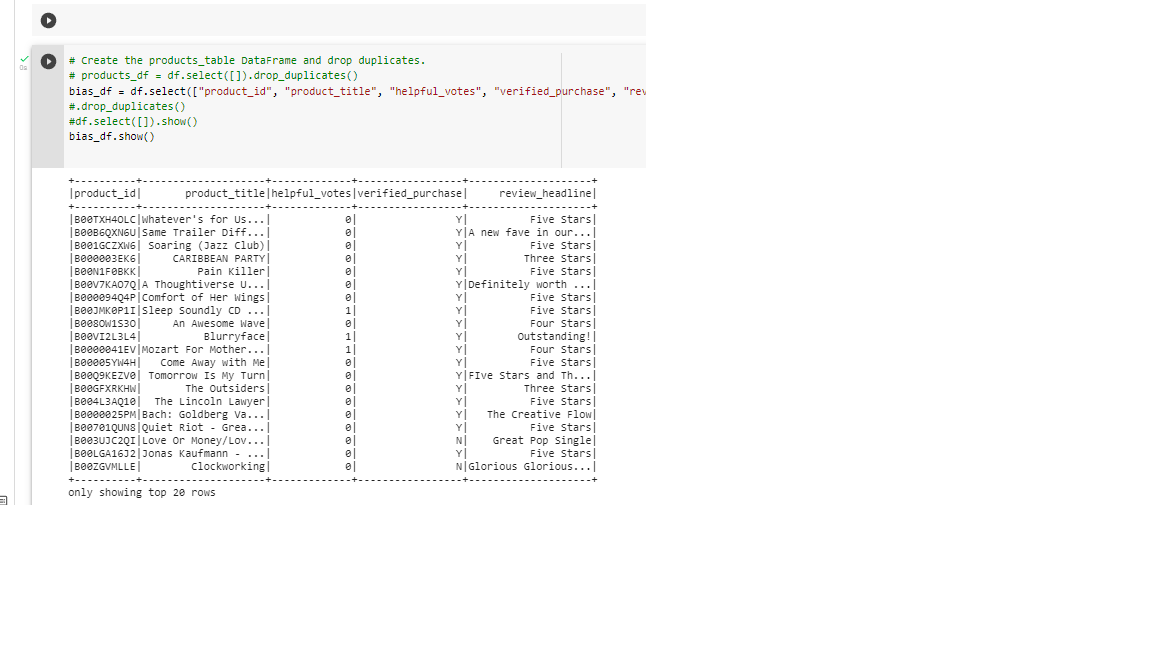 # Create the products_table DataFrame and drop duplicates.
# products_df = df.select([]).drop_duplicates()
bias_df = df.select(["product_id", "product_title", "helpful_votes", "verified_purchase", "rev
#.drop_duplicates()
#df.select([]).show()
bias_df.show()
+----------+--------------------+-------------+-----------------+--------------------+
|product_id|       product_title|helpful_votes|verified_purchase|     review_headline|
+----------+--------------------+-------------+-----------------+--------------------+
|B00TXH4OLC|Whatever's for Us...|            0|                Y|          Five Stars|
|B00B6QXN6U|Same Trailer Diff...|            0|                Y|A new fave in our...|
|B001GCZXW6| Soaring (Jazz Club)|            0|                Y|          Five Stars|
|B000003EK6|     CARIBBEAN PARTY|            0|                Y|         Three Stars|
|B00N1F0BKK|         Pain Killer|            0|                Y|          Five Stars|
|B00V7KAO7Q|A Thoughtiverse U...|            0|                Y|Definitely worth ...|
|B000094Q4P|Comfort of Her Wings|            0|                Y|          Five Stars|
|B00JMK0P1I|Sleep Soundly CD ...|            1|                Y|          Five Stars|
|B008OW1S3O|     An Awesome Wave|            0|                Y|          Four Stars|
|B00VI2L3L4|          Blurryface|            1|                Y|        Outstanding!|
|B0000041EV|Mozart For Mother...|            1|                Y|          Four Stars|
|B00005YW4H|   Come Away with Me|            0|                Y|          Five Stars|
|B00Q9KEZV0| Tomorrow Is My Turn|            0|                Y|FIve Stars and Th...|
|B00GFXRKHW|       The Outsiders|            0|                Y|         Three Stars|
|B004L3AQ10|  The Lincoln Lawyer|            0|                Y|          Five Stars|
|B0000025PM|Bach: Goldberg Va...|            0|                Y|   The Creative Flow|
|B00701QUN8|Quiet Riot - Grea...|            0|                Y|          Five Stars|
|B003UJC2QI|Love Or Money/Lov...|            0|                N|    Great Pop Single|
|B00LGA16J2|Jonas Kaufmann - ...|            0|                Y|          Five Stars|
|B00ZGVMLLE|         Clockworking|            0|                N|Glorious Glorious...|
+----------+--------------------+-------------+-----------------+--------------------+
only showing top 20 rows